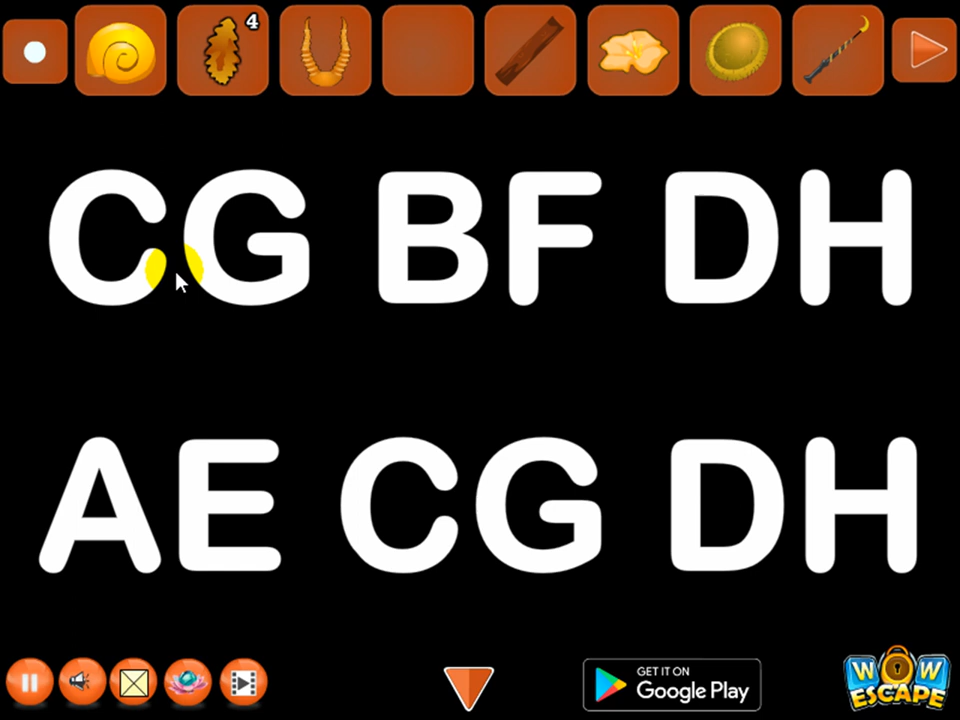 4
CG BF DH
AE CG DH
GET IT ON
Google Play
WOW
ESCAPE